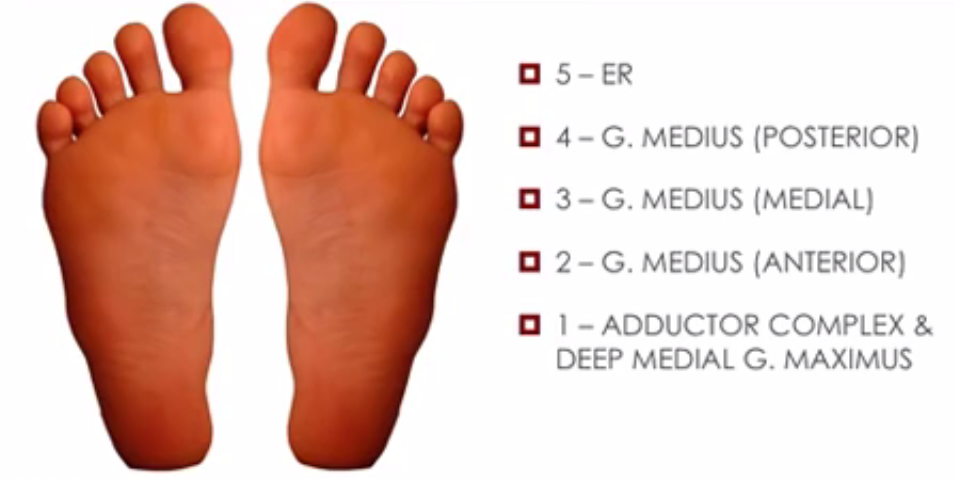 5 – ER
4 – G. MEDIUS (POSTERIOR)
3 – G. MEDIUS (MEDIAL)
2 – G. MEDIUS (ANTERIOR)
1 – ADDUCTOR COMPLEX &
DEEP MEDIAL G. MAXIMUS